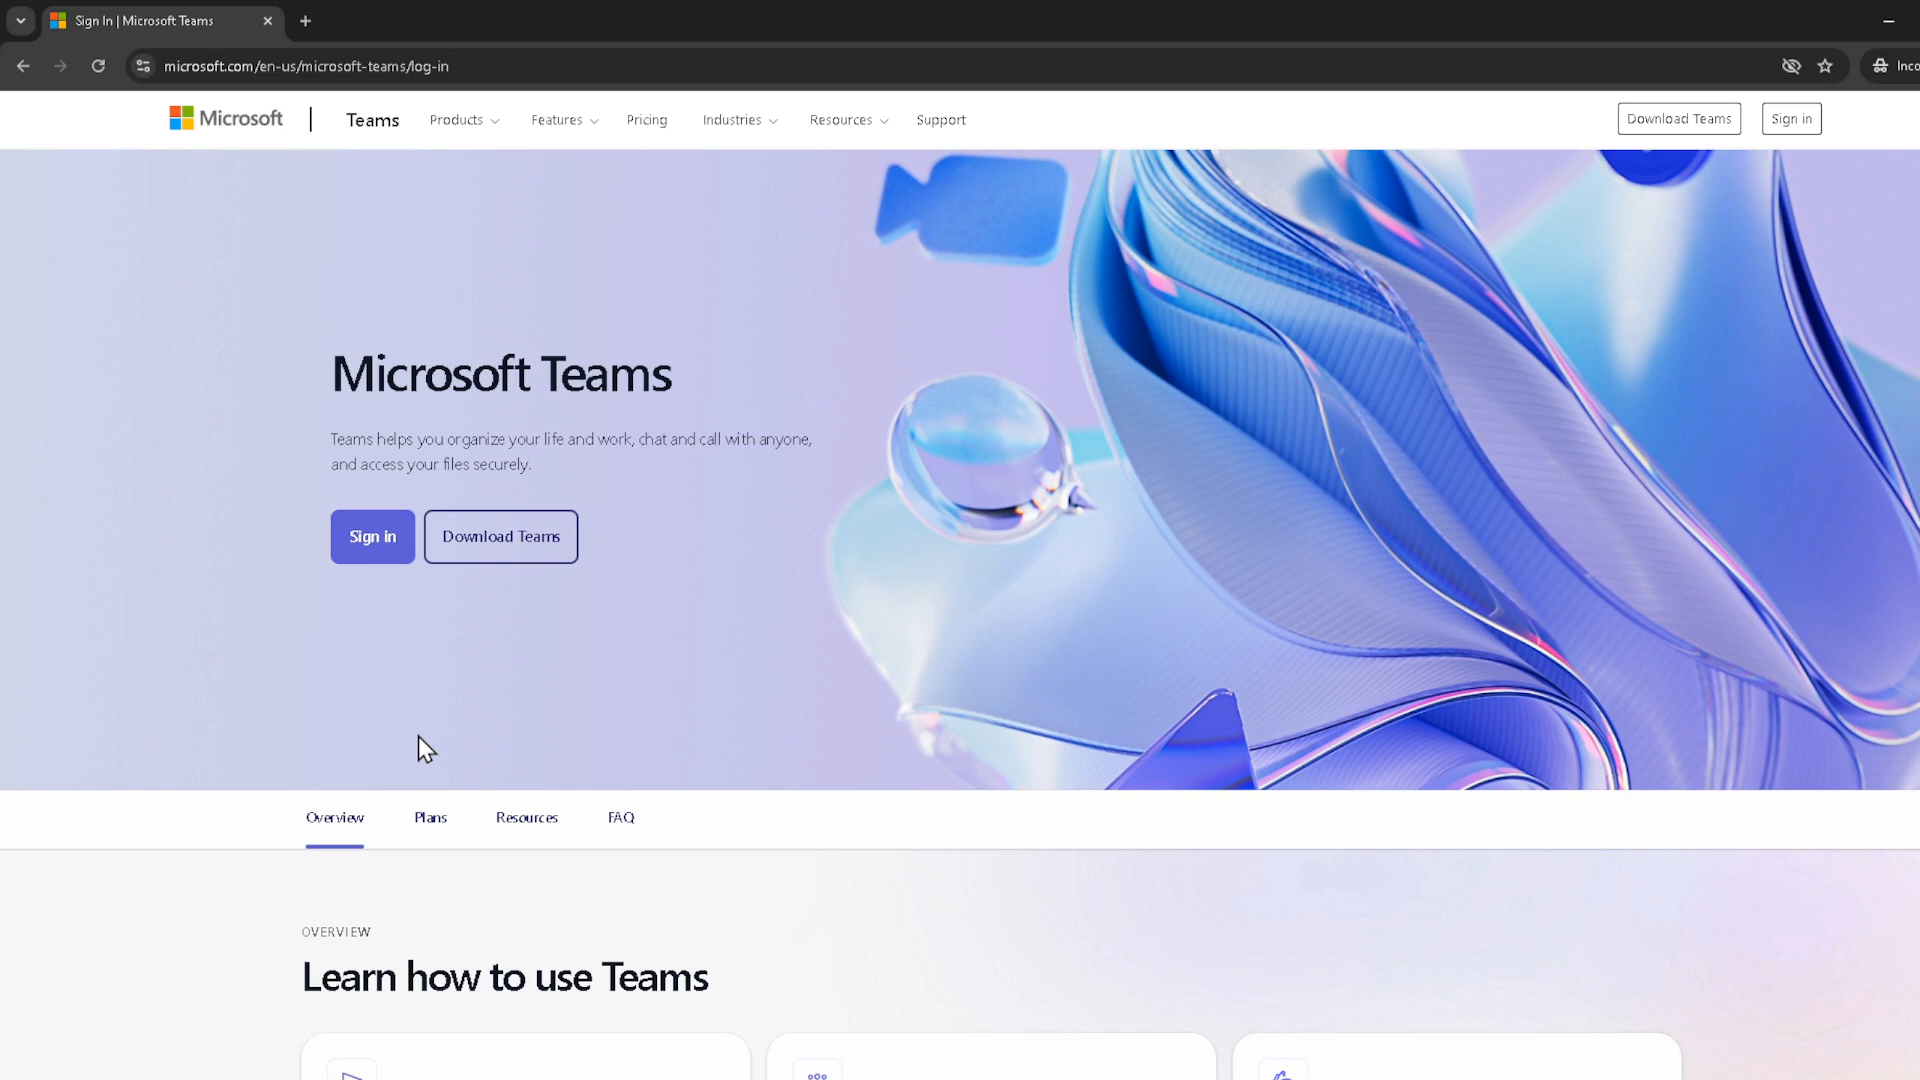 Sign In | Microsoft Teams
microsoft.com/en-us/microsoft-teams/log-in
Inco
Microsoft
Teams
Products
Features
Pricing
Industries
Resources
Support
Download Teams
Sign in
Microsoft Teams
Teams helps you organize your life and work, chat and call with anyone,
and access your files securely.
Sign in
Download Teams
Overview
Plans
Resources
FAQ
OVERVIEW
Learn how to use Teams